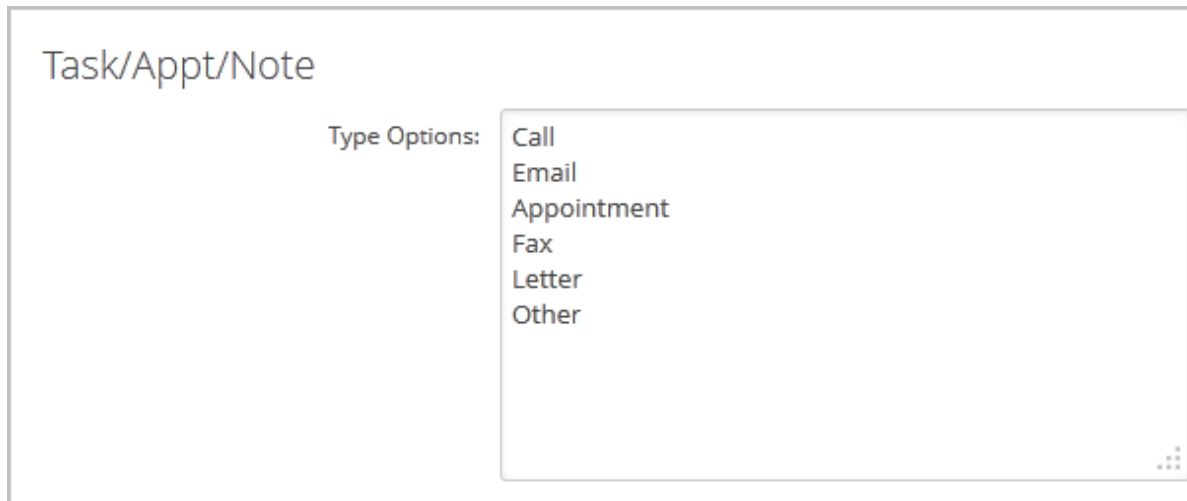 Task/Appt/Note
Type Options:
Call
Email
Appointment
Fax
Letter
Other